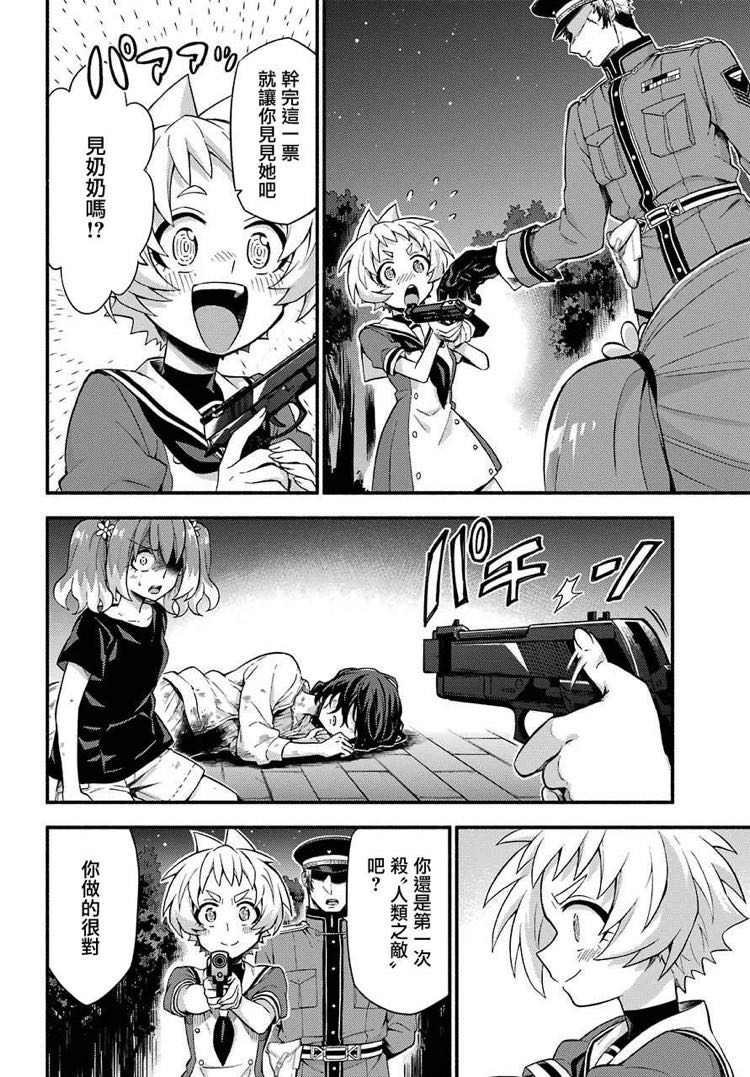 幹完這一票
就讓你見見她吧
見奶奶嗎!?
パアァァッ
パチン
你還是第一次
殺〝人類之敵〞
吧?
你做的很對